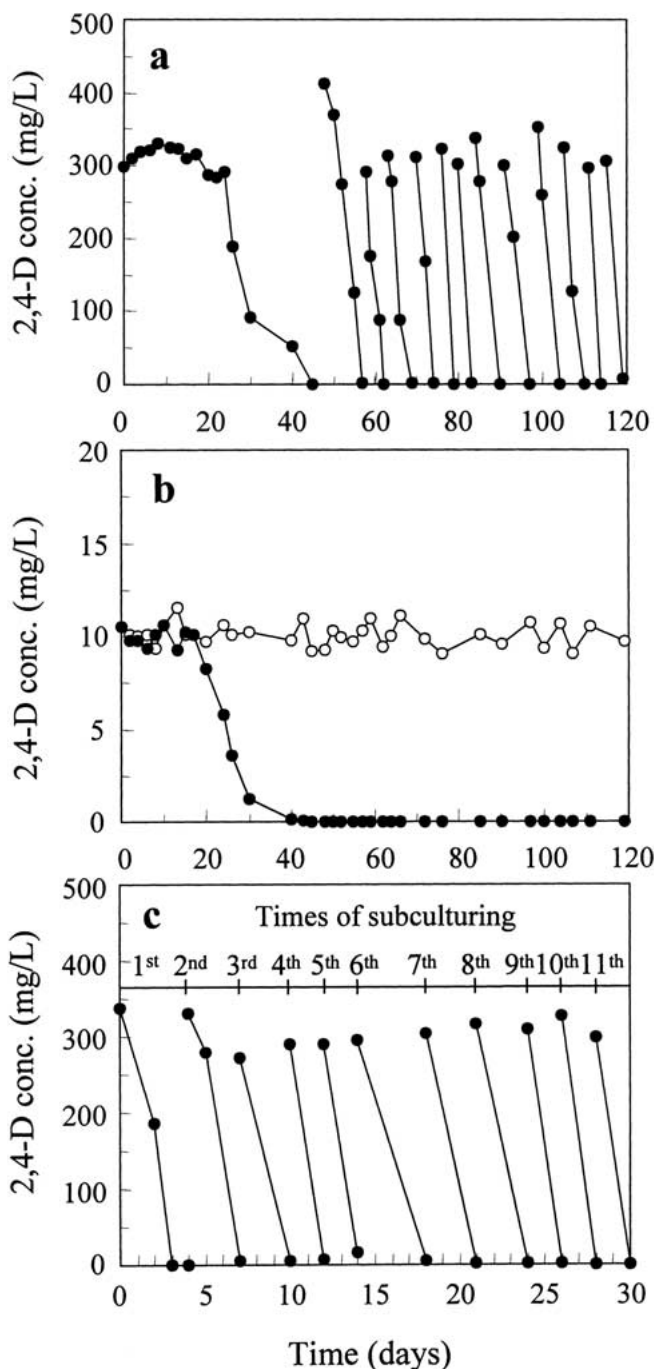 500
a
400
300
200
100
0
2,4-D conc. (mg/L)
0 20 40 60 80 100 120
20
b
15
10
5
0
2,4-D conc. (mg/L)
0 20 40 60 80 100 120
500
c Times of subculturing
400
1st 2nd 3rd 4th 5th 6th 7th 8th 9th 10th 11th
300
200
100
0
2,4-D conc. (mg/L)
0 5 10 15 20 25 30
Time (days)